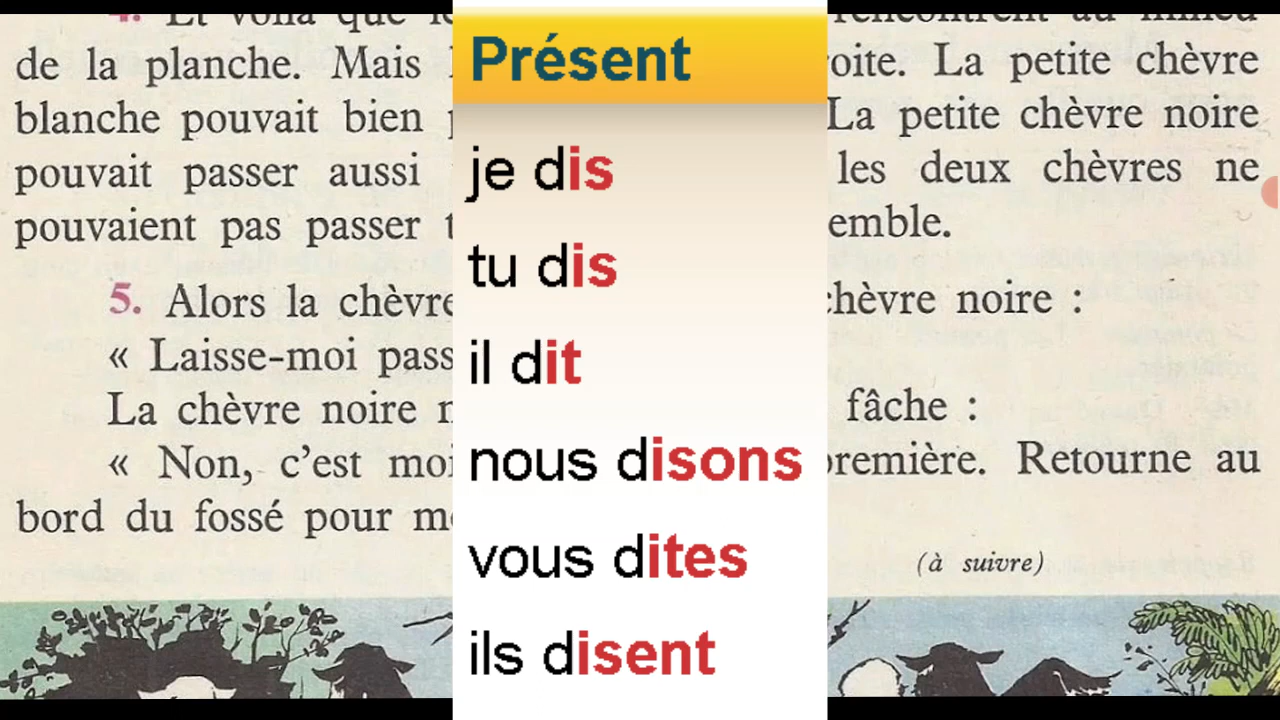 de la planche. Mais
blanche pouvait bien
pouvait passer aussi
pouvaient pas passer
5. Alors la chèvre
« Laisse-moi
La chèvre noire
« Non, c'est moi
bord du fossé pour
Présent
je dis
tu dis
il dit
nous disons
vous dites
ils disent
La petite chèvre
La petite chèvre noire
les deux chèvres ne
chèvre noire :
fâche :
première. Retourne au
(à suivre)